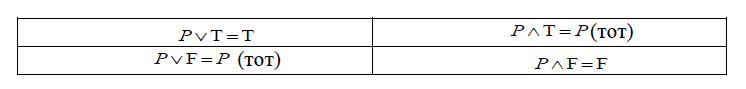 P ∨ T = T
P ∧ T = P (тот)
P ∨ F = P (тот)
P ∧ F = F